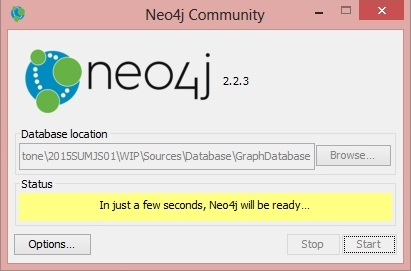 Neo4j Community
neo4j 2.2.3
Database location
tone\2015SUMJS01\WIP\Sources\Database\GraphDatabase Browse...
Status
In just a few seconds, Neo4j will be ready...
Options... Stop Start